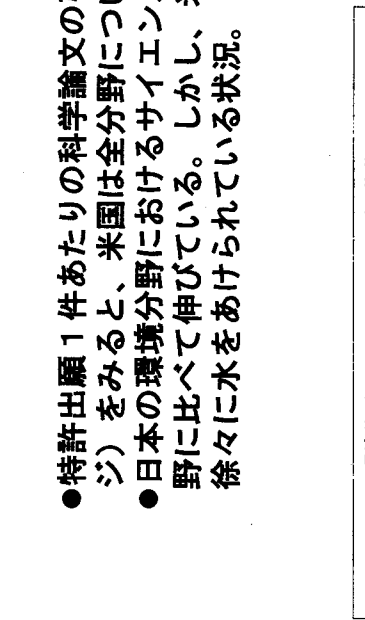 ●特許出願1件あたりの科学論文の
ジ）をみると、米国は全分野につ
●日本の環境分野におけるサイエン
野に比べて伸びている。しかし、
徐々に水をあけられている状況。